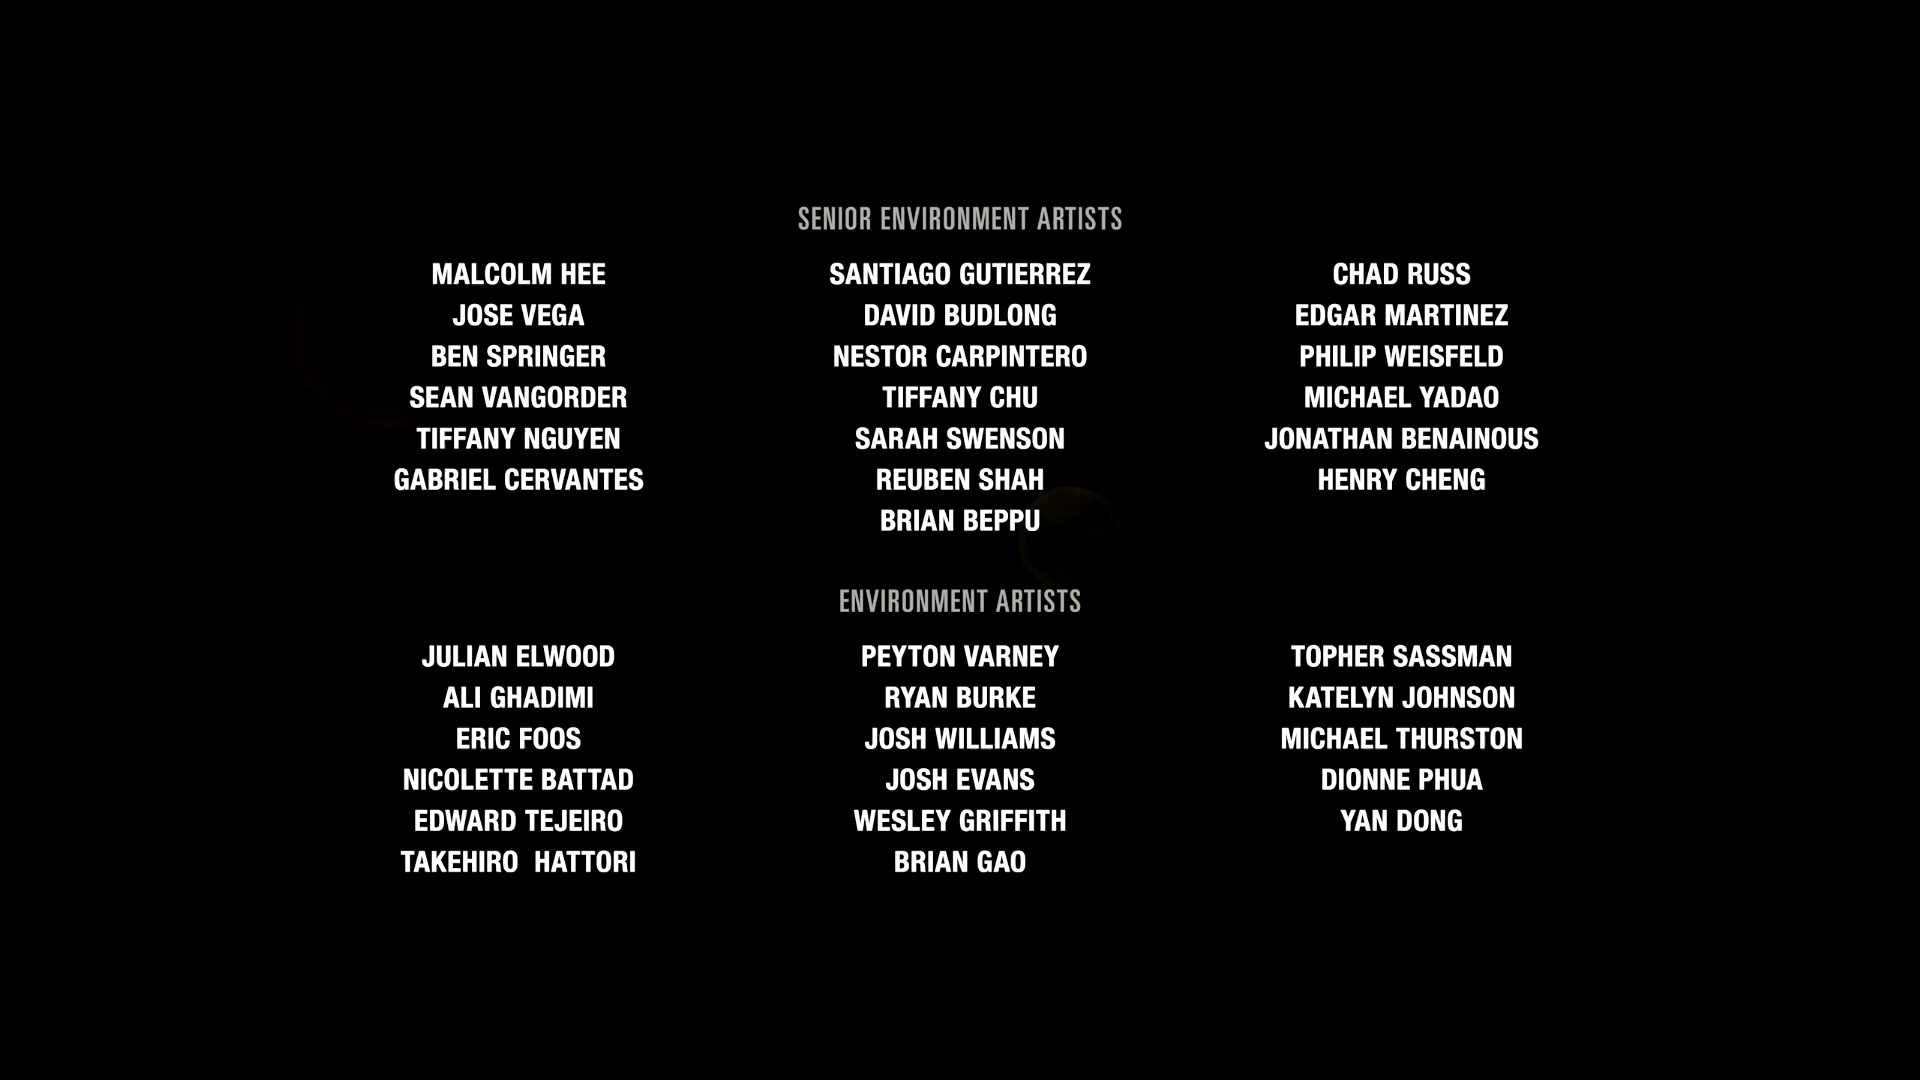 SENIOR ENVIRONMENT ARTISTS
MALCOLM HEE SANTIAGO GUTIERREZ CHAD RUSS
JOSE VEGA DAVID BUDLONG EDGAR MARTINEZ
BEN SPRINGER NESTOR CARPINTERO PHILIP WEISFELD
SEAN VANGORDER TIFFANY CHU MICHAEL YADAO
TIFFANY NGUYEN SARAH SWENSON JONATHAN BENAINOUS
GABRIEL CERVANTES REUBEN SHAH HENRY CHENG
BRIAN BEPPU
ENVIRONMENT ARTISTS
JULIAN ELWOOD PEYTON VARNEY TOPHER SASSMAN
ALI GHADIMI RYAN BURKE KATELYN JOHNSON
ERIC FOOS JOSH WILLIAMS MICHAEL THURSTON
NICOLETTE BATTAD JOSH EVANS DIONNE PHUA
EDWARD TEJEIRO WESLEY GRIFFITH YAN DONG
TAKEHIRO  HATTORI BRIAN GAO